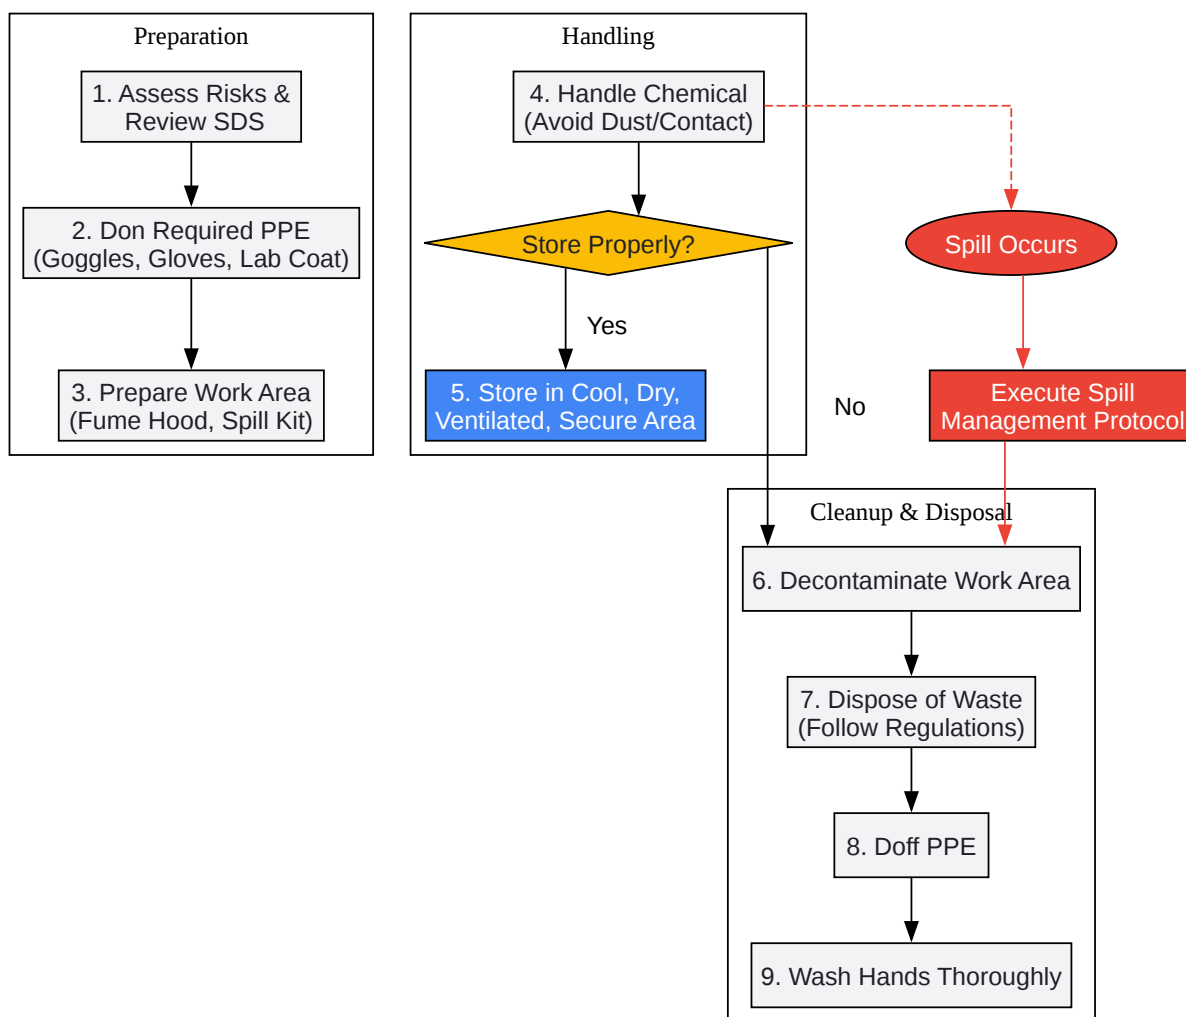 Preparation
1. Assess Risks &
Review SDS
2. Don Required PPE
(Goggles, Gloves, Lab Coat)
3. Prepare Work Area
(Fume Hood, Spill Kit)
Handling
4. Handle Chemical
(Avoid Dust/Contact)
Store Properly?
Yes
5. Store in Cool, Dry,
Ventilated, Secure Area
No
Spill Occurs
Execute Spill
Management Protocol
Cleanup & Disposal
6. Decontaminate Work Area
7. Dispose of Waste
(Follow Regulations)
8. Doff PPE
9. Wash Hands Thoroughly